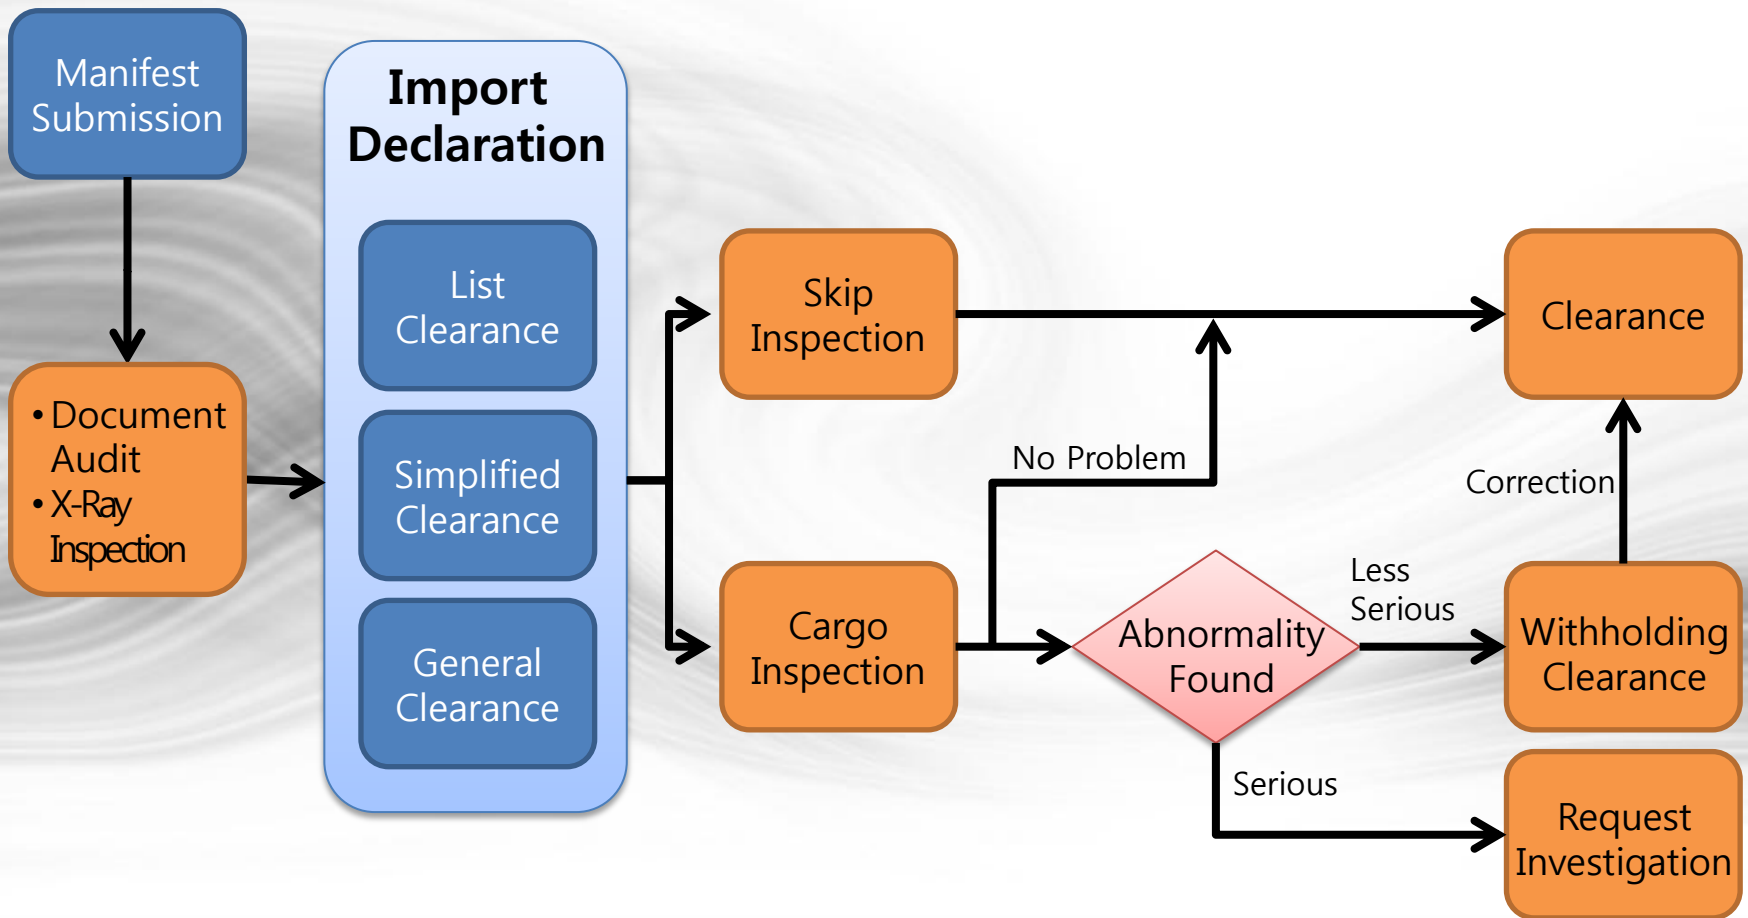 Manifest
Submission
• Document
Audit
• X-Ray
Inspection
Import
Declaration
List
Clearance
Simplified
Clearance
General
Clearance
Skip
Inspection
Cargo
Inspection
No Problem
Abnormality
Found
Less
Serious
Serious
Clearance
Correction
Withholding
Clearance
Request
Investigation